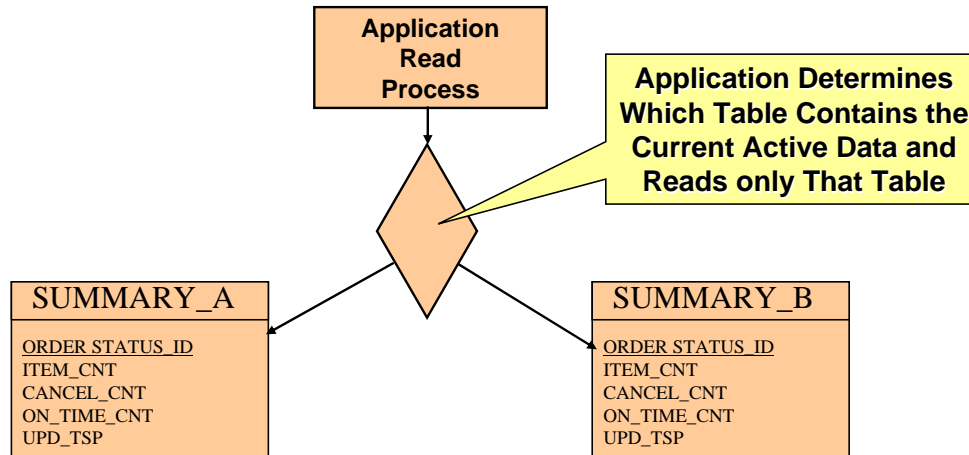 Application
Read
Process
Application Determines
Which Table Contains the
Current Active Data and
Reads only That Table
SUMMARY_A
ORDER STATUS_ID
ITEM_CNT
CANCEL_CNT
ON_TIME_CNT
UPD_TSP
SUMMARY_B
ORDER STATUS_ID
ITEM_CNT
CANCEL_CNT
ON_TIME_CNT
UPD_TSP